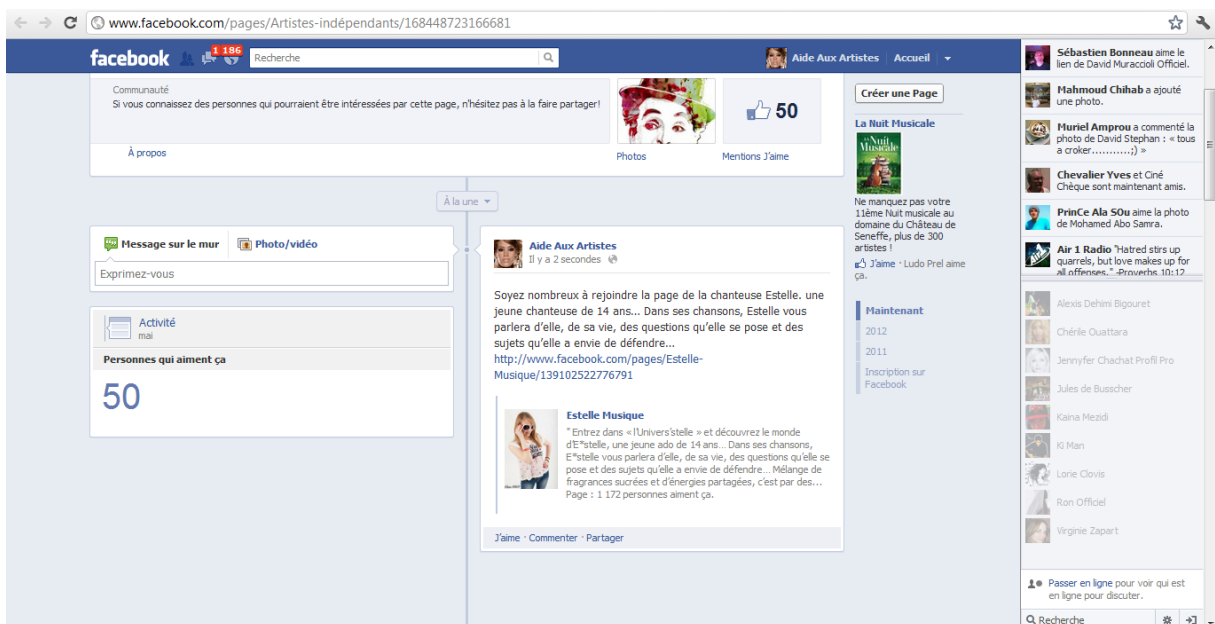 www.facebook.com/pages/Artistes-indépendants/168448723166681
facebook
1 186
Recherche
Aide Aux Artistes
Accueil
Communauté
Si vous connaissez des personnes qui pourraient être intéressées par cette page, n'hésitez pas à la faire partager!
À propos
Photos
50
Mentions J'aime
À la une
Message sur le mur
Photo/vidéo
Exprimez-vous
Activité
mai
Personnes qui aiment ça
50
Aide Aux Artistes
Il y a 2 secondes
Soyez nombreux à rejoindre la page de la chanteuse Estelle. une
jeune chanteuse de 14 ans... Dans ses chansons, Estelle vous
parlera d'elle, de sa vie, des questions qu'elle se pose et des
sujets qu'elle a envie de défendre...
http://www.facebook.com/pages/Estelle-
Musique/139102522776791
Estelle Musique
" Entrez dans « l'Univers'stelle » et découvrez le monde
d'E*stelle, une jeune ado de 14 ans... Dans ses chansons,
E*stelle vous parlera d'elle, de sa vie, des questions qu'elle se
pose et des sujets qu'elle a envie de défendre... Mélange de
fragrances sucrées et d'énergies partagées, c'est par des...
Page : 1 172 personnes aiment ça.
J'aime · Commenter · Partager
Créer une Page
La Nuit Musicale
La Nuit
Musicale
Ne manquez pas votre
11ème Nuit musicale au
domaine du Château de
Seneffe, plus de 300
artistes !
J'aime · Ludo Prel aime
ça.
Maintenant
2012
2011
Inscription sur
Facebook
Sébastien Bonneau aime le
lien de David Muraccioli Officiel.
Mahmoud Chihab a ajouté
une photo.
Muriel Amprou a commenté la
photo de David Stephan : « tous
a croker...........;) »
Chevalier Yves et Ciné
Chèque sont maintenant amis.
PrinCe Ala SOu aime la photo
de Mohamed Abo Samra.
Air 1 Radio "Hatred stirs up
quarrels, but love makes up for
all offenses." -Proverbs 10:12
Alexis Dehimi Bigouret
Chérile Ouattara
Jennyfer Chachat Profil Pro
Jules de Busscher
Kaina Mezidi
Ki Man
Lorie Clovis
Ron Officiel
Virginie Zapart
Passer en ligne pour voir qui est
en ligne pour discuter.
Recherche